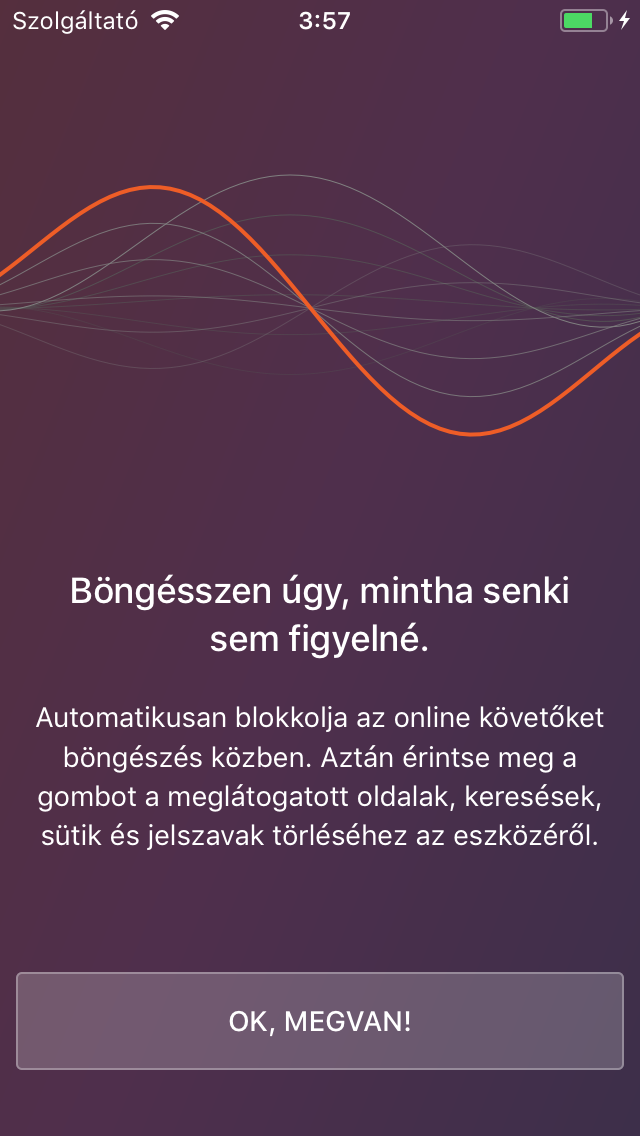 Szolgáltató 3:57
Böngésszen úgy, mintha senki
sem figyelné.
Automatikusan blokkolja az online követőket
böngészés közben. Aztán érintse meg a
gombot a meglátogatott oldalak, keresések,
sütik és jelszavak törléséhez az eszközéről.
OK, MEGVAN!